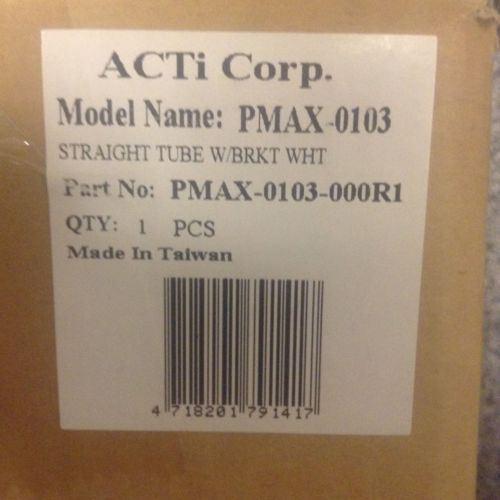 ACTi Corp.
Model Name: PMAX-0103
STRAIGHT TUBE W/BRKT WHT
Part No: PMAX-0103-000R1
QTY: 1 PCS
Made In Taiwan
4 718201 791417